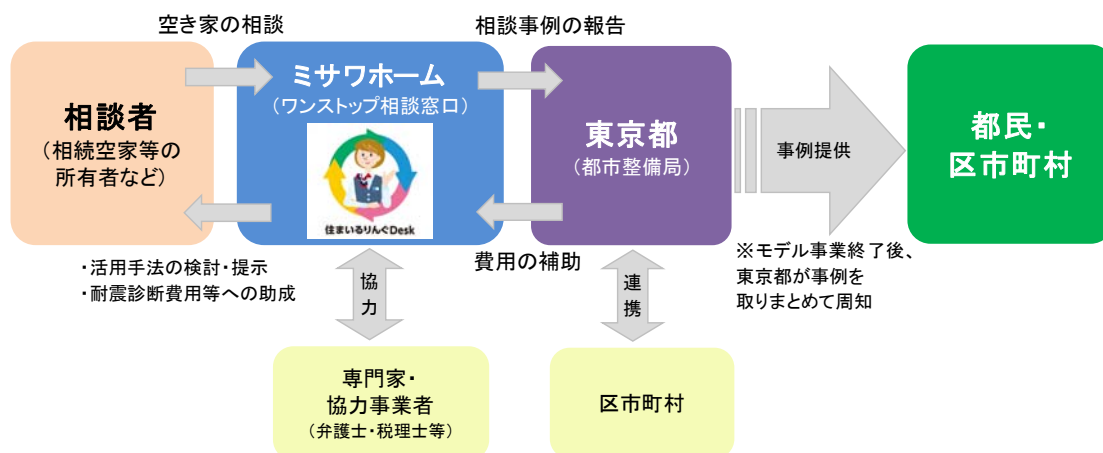 空き家の相談
相談事例の報告
相談者
(相続空家等の
所有者など)
ミサワホーム
(ワンストップ相談窓口)
住まいるりんぐDesk
東京都
(都市整備局)
事例提供
都民・
区市町村
・活用手法の検討・提示
・耐震診断費用等への助成
費用の補助
※モデル事業終了後、
東京都が事例を
取りまとめて周知
協力
連携
専門家・
協力事業者
(弁護士・税理士等)
区市町村